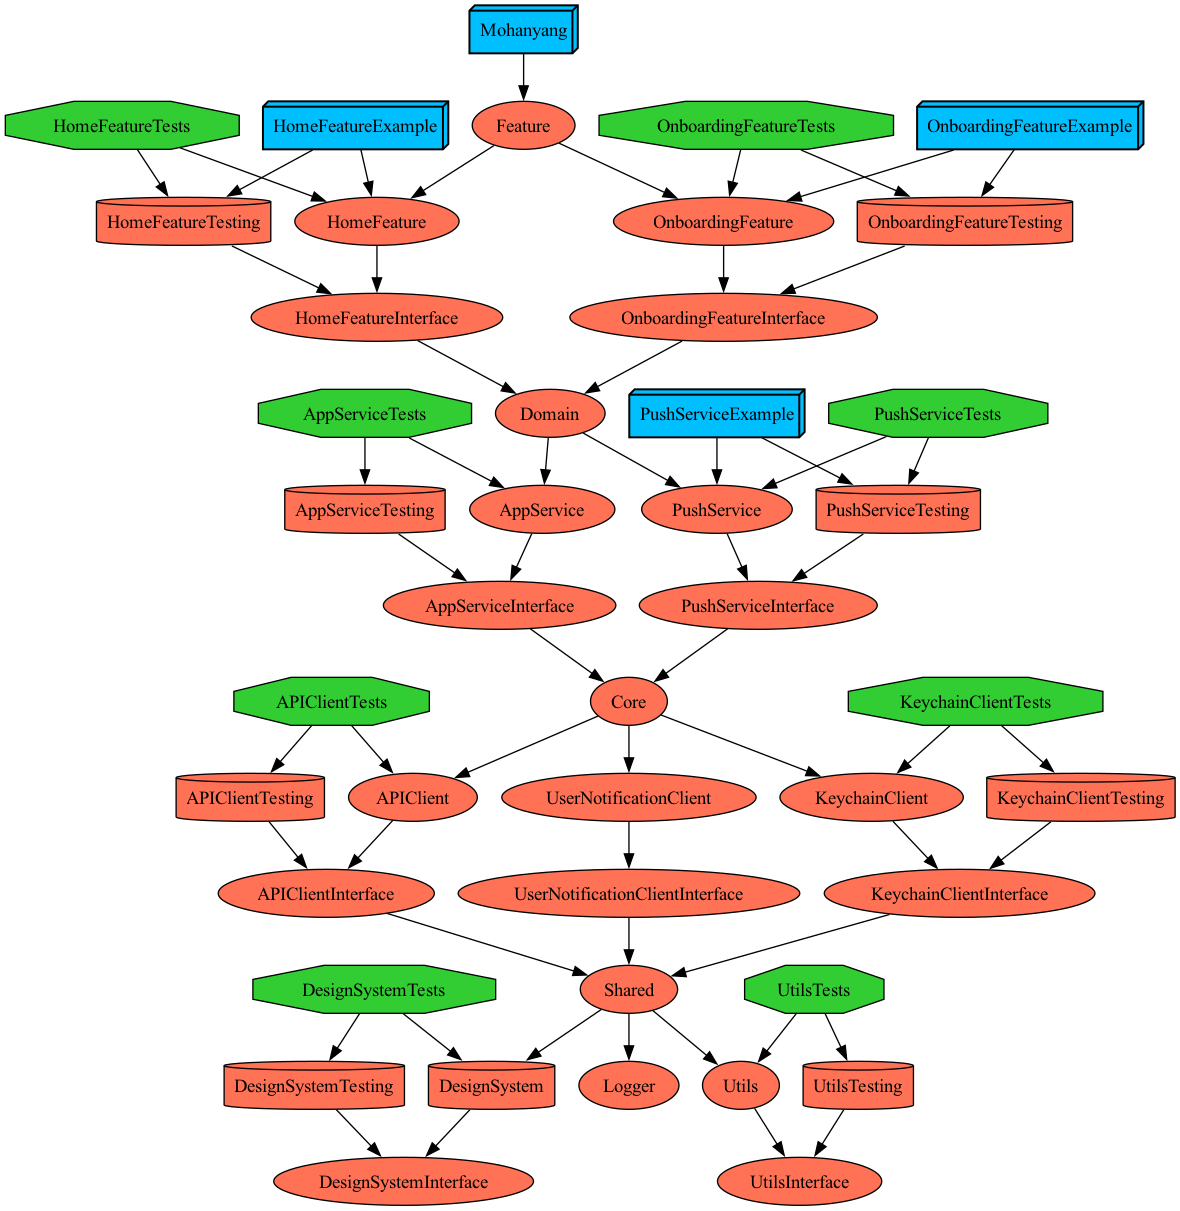 Mohanyang
HomeFeatureTests
HomeFeatureExample
Feature
OnboardingFeatureTests
OnboardingFeatureExample
HomeFeatureTesting
HomeFeature
OnboardingFeature
OnboardingFeatureTesting
HomeFeatureInterface
OnboardingFeatureInterface
AppServiceTests
Domain
PushServiceExample
PushServiceTests
AppServiceTesting
AppService
PushService
PushServiceTesting
AppServiceInterface
PushServiceInterface
APIClientTests
Core
KeychainClientTests
APIClientTesting
APIClient
UserNotificationClient
KeychainClient
KeychainClientTesting
APIClientInterface
UserNotificationClientInterface
KeychainClientInterface
DesignSystemTests
Shared
UtilsTests
DesignSystemTesting
DesignSystem
Logger
Utils
UtilsTesting
DesignSystemInterface
UtilsInterface